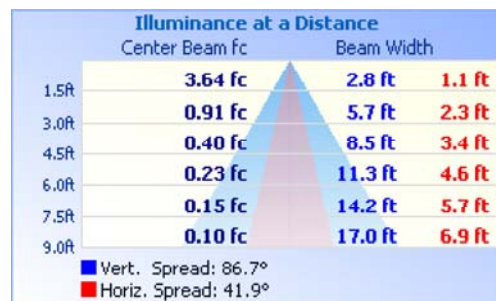 Illuminance at a Distance
Center Beam fc Beam Width
1.5ft 3.64 fc 2.8 ft 1.1 ft
3.0ft 0.91 fc 5.7 ft 2.3 ft
4.5ft 0.40 fc 8.5 ft 3.4 ft
6.0ft 0.23 fc 11.3 ft 4.6 ft
7.5ft 0.15 fc 14.2 ft 5.7 ft
9.0ft 0.10 fc 17.0 ft 6.9 ft
Vert. Spread: 86.7°
Horiz. Spread: 41.9°